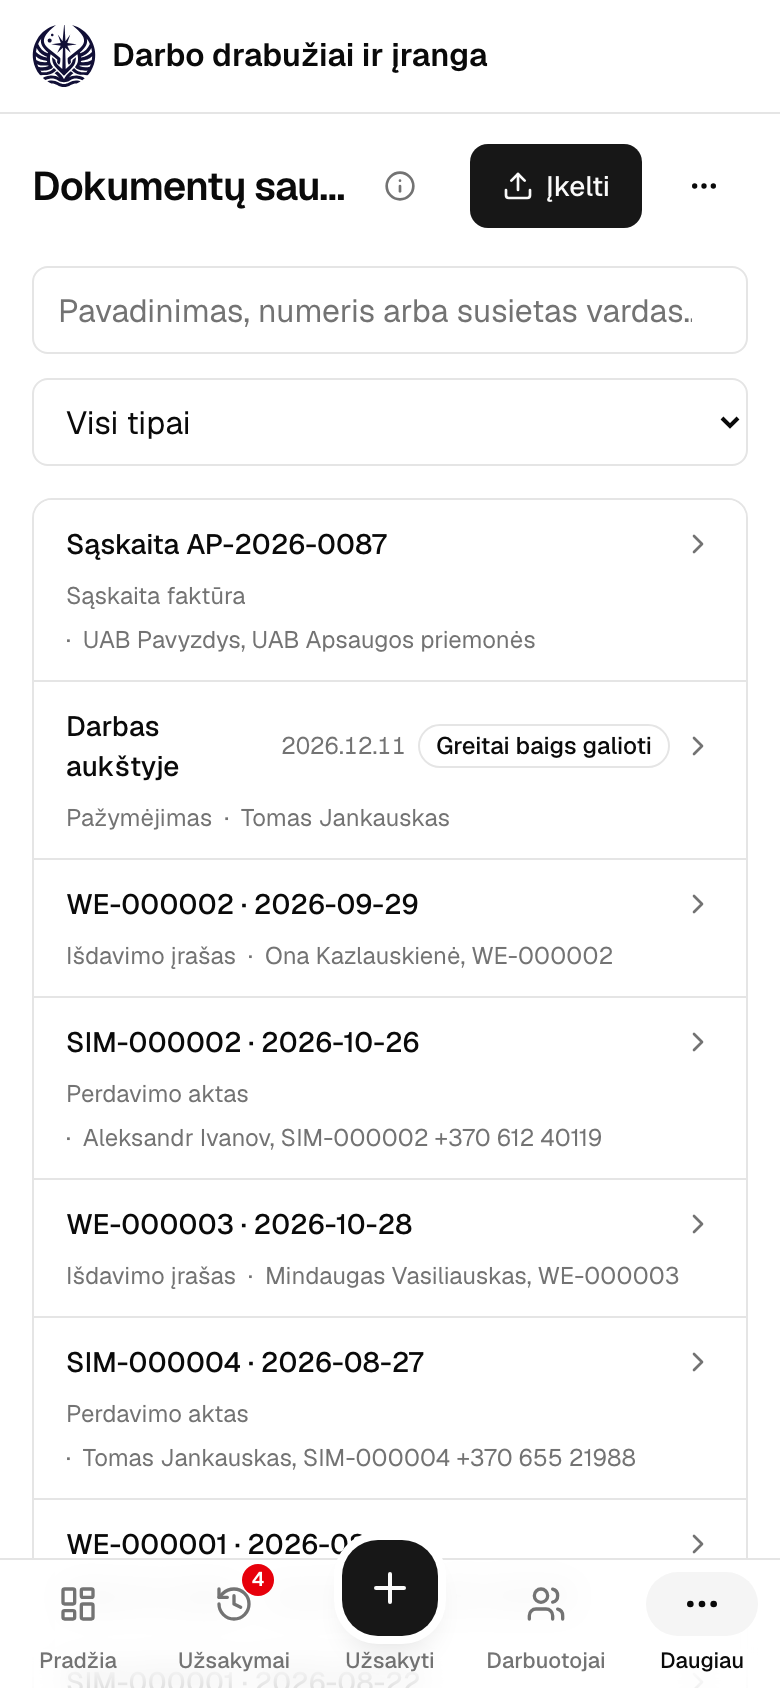 Darbo drabužiai ir įranga
Dokumentų sau...
Įkelti
Pavadinimas, numeris arba susietas vardas..
Visi tipai
Sąskaita AP-2026-0087
Sąskaita faktūra
· UAB Pavyzdys, UAB Apsaugos priemonės
Darbas
aukštyje
2026.12.11
Greitai baigs galioti
Pažymėjimas · Tomas Jankauskas
WE-000002 · 2026-09-29
Išdavimo įrašas · Ona Kazlauskienė, WE-000002
SIM-000002 · 2026-10-26
Perdavimo aktas
· Aleksandr Ivanov, SIM-000002 +370 612 40119
WE-000003 · 2026-10-28
Išdavimo įrašas · Mindaugas Vasiliauskas, WE-000003
SIM-000004 · 2026-08-27
Perdavimo aktas
· Tomas Jankauskas, SIM-000004 +370 655 21988
WE-000001 · 2026-0
4
Pradžia
Užsakymai
Užsakyti
Darbuotojai
Daugiau
SIM-000001 · 2026-08-22